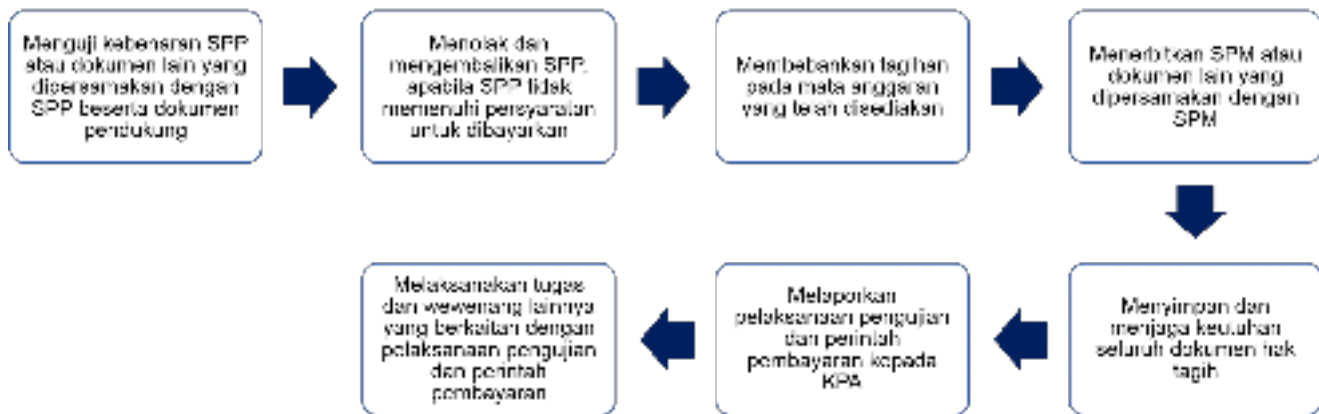 Menguji kebenaran SPP
atau dokumen lain yang
dipersamakan dengan
SPP beserta dokumen
pendukung
Menolak dan
mengembalikan SPP,
apabila SPP tidak
memenuhi persyaratan
untuk dibayarkan
Membebankan tagihan
pada mata anggaran
yang telah disediakan
Menerbitkan SPM atau
dokumen lain yang
dipersamakan dengan
SPM
Menyimpan dan
menjaga keutuhan
seluruh dokumen hak
tagih
Melaporkan
pelaksanaan pengujian
dan perintah
pembayaran kepada
KPA
Melaksanakan tugas
dan wewenang lainnya
yang berkaitan dengan
pelaksanaan pengujian
dan perintah
pembayaran